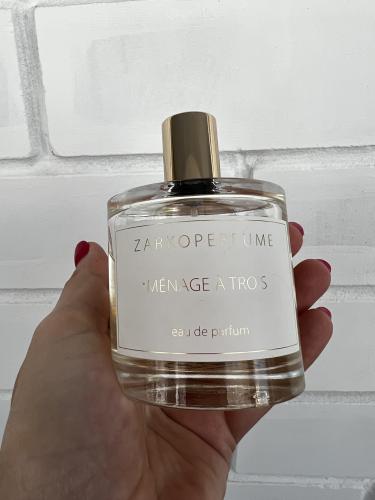 ZARKOPERFUME
·MÉNAGE À TROIS
eau de parfum